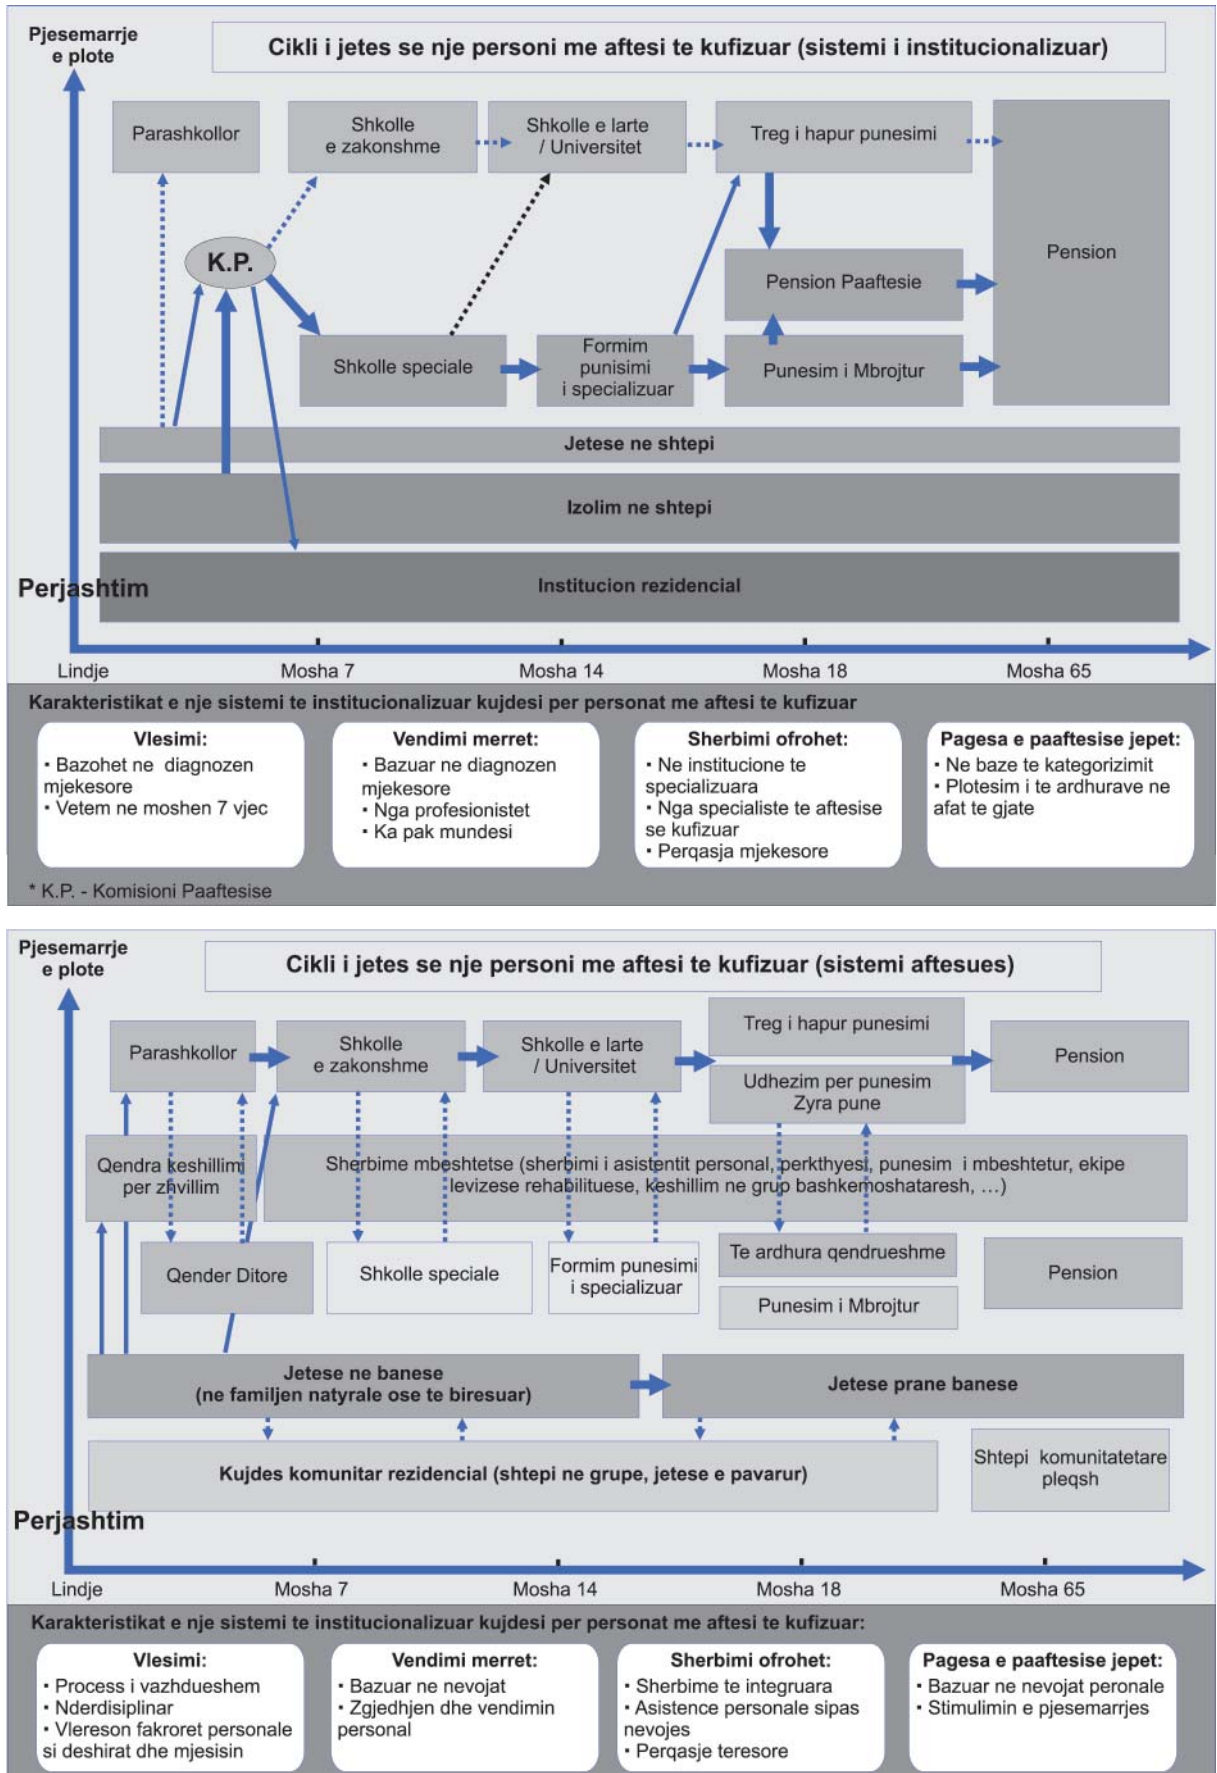 Pjesemarrje
e plote
Cikli i jetes se nje personi me aftesi te kufizuar (sistemi i institucionalizuar)
Parashkollor
Shkolle
e zakonshme
Shkolle e larte
/ Universitet
Treg i hapur punesimi
Pension
K.P.
Pension Paaftesie
Shkolle speciale
Formim
punisimi
i specializuar
Punesim i Mbrojtur
Jetese ne shtepi
Izolim ne shtepi
Institucion rezidencial
Perjashtim
Lindje
Mosha 7
Mosha 14
Mosha 18
Mosha 65
Karakteristikat e nje sistemi te institucionalizuar kujdesi per personat me aftesi te kufizuar
Vlesimi:
▪ Bazohet ne diagnozen
mjekesore
▪ Vetem ne moshen 7 vjec
Vendimi merret:
▪ Bazuar ne diagnozen
mjekesore
▪ Nga profesionistet
▪ Ka pak mundesi
Sherbimi ofrohet:
▪ Ne institucione te
specializuara
▪ Nga specialiste te aftesise
se kufizuar
▪ Perqasja mjekesore
Pagesa e paaftesise jepet:
▪ Ne baze te kategorizimit
▪ Plotesim i te ardhurave ne
afat te gjate
* K.P. - Komisioni Paaftesise
Pjesemarrje
e plote
Cikli i jetes se nje personi me aftesi te kufizuar (sistemi aftesues)
Parashkollor
Shkolle
e zakonshme
Shkolle e larte
/ Universitet
Treg i hapur punesimi
Udhezim per punesim
Zyra pune
Pension
Qendra keshillimi
per zhvillim
Sherbime mbeshtetse (sherbimi i asistentit personal, perkthyesi, punesim i mbeshtetur, ekipe
levizese rehabilituese, keshillim ne grup bashkemoshataresh, ...)
Qender Ditore
Shkolle speciale
Formim punesimi
i specializuar
Te ardhura qendrueshme
Punesim i Mbrojtur
Pension
Jetese ne banese
(ne familjen natyrale ose te biresuar)
Jetese prane banese
Kujdes komunitar rezidencial (shtepi ne grupe, jetese e pavarur)
Shtepi komunitatetare
pleqsh
Perjashtim
Lindje
Mosha 7
Mosha 14
Mosha 18
Mosha 65
Karakteristikat e nje sistemi te institucionalizuar kujdesi per personat me aftesi te kufizuar:
Vlesimi:
▪ Process i vazhdueshem
▪ Nderdisiplinar
▪ Vlereson fakroret personale
si deshirat dhe mjesisin
Vendimi merret:
▪ Bazuar ne nevojat
▪ Zgjedhjen dhe vendimin
personal
Sherbimi ofrohet:
▪ Sherbime te integruara
▪ Asistence personale sipas
nevojes
▪ Perqasje teresore
Pagesa e paaftesise jepet:
▪ Bazuar ne nevojat peronale
▪ Stimulimin e pjesemarrjes